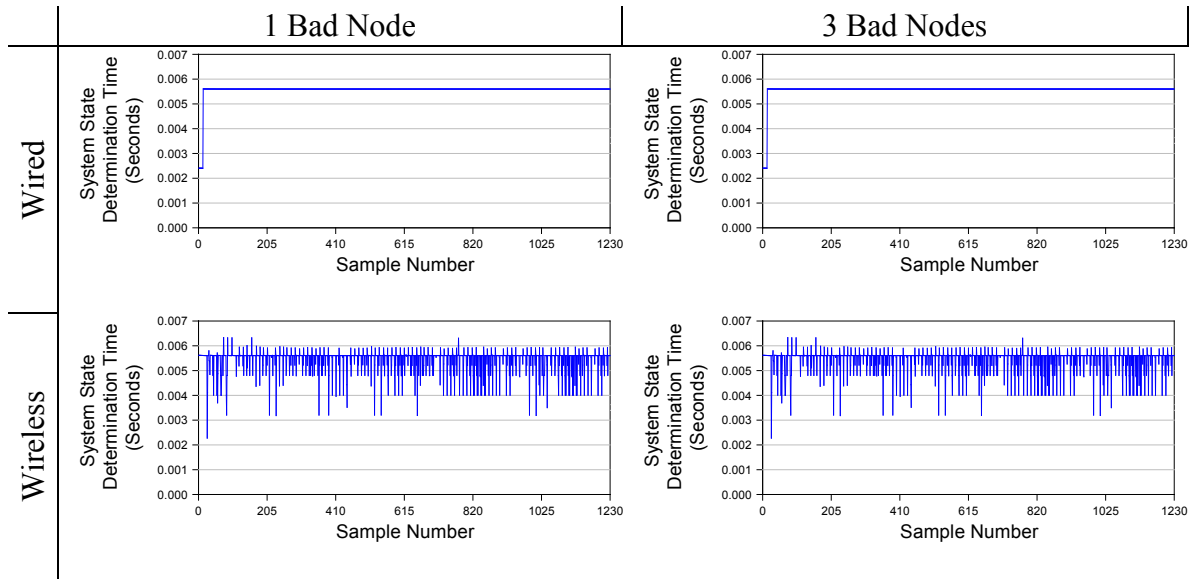 1 Bad Node
3 Bad Nodes
Wired
System State
Determination Time
(Seconds)
0.007
0.006
0.005
0.004
0.003
0.002
0.001
0.000
0 205 410 615 820 1025 1230
Sample Number
System State
Determination Time
(Seconds)
0.007
0.006
0.005
0.004
0.003
0.002
0.001
0.000
0 205 410 615 820 1025 1230
Sample Number
Wireless
System State
Determination Time
(Seconds)
0.007
0.006
0.005
0.004
0.003
0.002
0.001
0.000
0 205 410 615 820 1025 1230
Sample Number
System State
Determination Time
(Seconds)
0.007
0.006
0.005
0.004
0.003
0.002
0.001
0.000
0 205 410 615 820 1025 1230
Sample Number